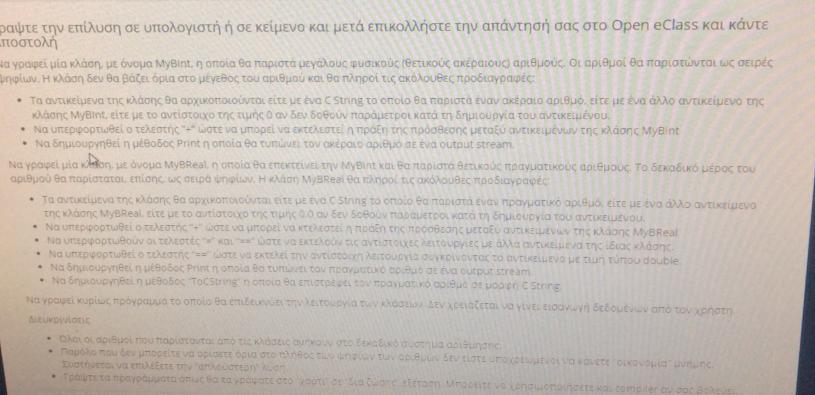 ραψτε την επίλυση σε υπολογιστή ή σε κείμενο και μετά επικολλήστε την απάντησή σας στο Open eClass και κάντε
ποστολή
Να γραφεί μία κλάση, με όνομα MyBInt, η οποία θα παριστά μεγάλους φυσικούς (θετικούς ακέραιους) αριθμούς. Οι αριθμοί θα παριστώνται ως σειρές
ψηφίων. Η κλάση δεν θα βάζει όρια στο μέγεθος του αριθμού και θα πληροί τις ακόλουθες προδιαγραφές:
• Τα αντικείμενα της κλάσης θα αρχικοποιούνται είτε με ένα C String το οποίο θα παριστά έναν ακέραιο αριθμό, είτε με ένα άλλο αντικείμενο της
κλάσης MyBInt, είτε με το αντίστοιχο της τιμής 0 αν δεν δοθούν παράμετροι κατά τη δημιουργία του αντικειμένου.
• Να υπερφορτωθεί ο τελεστής "+" ώστε να μπορεί να εκτελεστεί η πράξη της πρόσθεσης μεταξύ αντικειμένων της κλάσης MyBInt
• Να δημιουργηθεί η μέθοδος Print η οποία θα τυπώνει τον ακέραιο αριθμό σε ένα output stream.
Να γραφεί μία κλάση, με όνομα MyBReal, η οποία θα επεκτείνει την MyBInt και θα παριστά θετικούς πραγματικούς αριθμούς. Το δεκαδικό μέρος του
αριθμού θα παρίσταται, επίσης, ως σειρά ψηφίων. Η κλάση MyBReal θα πληροί τις ακόλουθες προδιαγραφές:
• Τα αντικείμενα της κλάσης θα αρχικοποιούνται είτε με ένα C String το οποίο θα παριστά έναν πραγματικό αριθμό, είτε με ένα άλλο αντικείμενο
της κλάσης MyBReal, είτε με το αντίστοιχο της τιμής 0.0 αν δεν δοθούν παράμετροι κατά τη δημιουργία του αντικειμένου.
• Να υπερφορτωθεί ο τελεστής "+" ώστε να μπορεί να κτελεστεί η πράξη της πρόσθεσης μεταξύ αντικειμένων της κλάσης MyBReal
• Να υπερφορτωθούν οι τελεστές "=" και "==" ώστε να εκτελούν τις αντίστοιχες λειτουργίες με άλλα αντικείμενα της ίδιας κλάσης.
• Να υπερφορτωθεί ο τελεστής "==" ώστε να εκτελεί την αντίστοιχη λειτουργία συγκρίνοντας το αντικείμενο με τιμή τύπου double.
• Να δημιουργηθεί η μέθοδος Print η οποία θα τυπώνει τον πραγματικό αριθμό σε ένα output stream
• Να δημιουργηθεί η μέθοδος "ToCString" η οποία θα επιστρέφει τον πραγματικό αριθμό σε μορφή C String.
Να γραφεί κυρίως πρόγραμμα το οποίο θα επιδεικνύει την λειτουργία των κλάσεων. Δεν χρειάζεται να γίνει εισαγωγή δεδομένων από τον χρήστη.
Διευκρινίσεις
• Όλοι οι αριθμοί που παρίστανται από τις κλάσεις ανήκουν στο δεκαδικό σύστημα αρίθμησης.
• Παρόλο που δεν μπορείτε να ορίσετε όρια στο πλήθος των ψηφίων των αριθμών δεν είστε υποχρεωμένοι να κάνετε "οικονομία" μνήμης.
Συστήνεται να επιλέξετε την "απλούστερη" λύση.
• Γράψτε τα προγράμματα όπως θα τα γράφατε στο "χαρτί" σε "δια ζώσης" εξέταση. Μπορείτε να χρησιμοποιήσετε και compiler αν σας